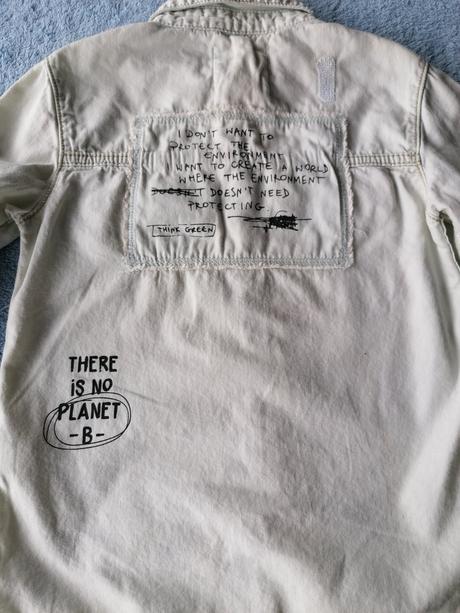 I DON'T WANT TO
PROTECT THE
ENVIRONMENT
I WANT TO CREATE A WORLD
WHERE THE ENVIRONMENT
DOESN'T DOESN'T NEED
PROTECTING
THINK GREEN
THERE
iS NO
PLANET
-B-